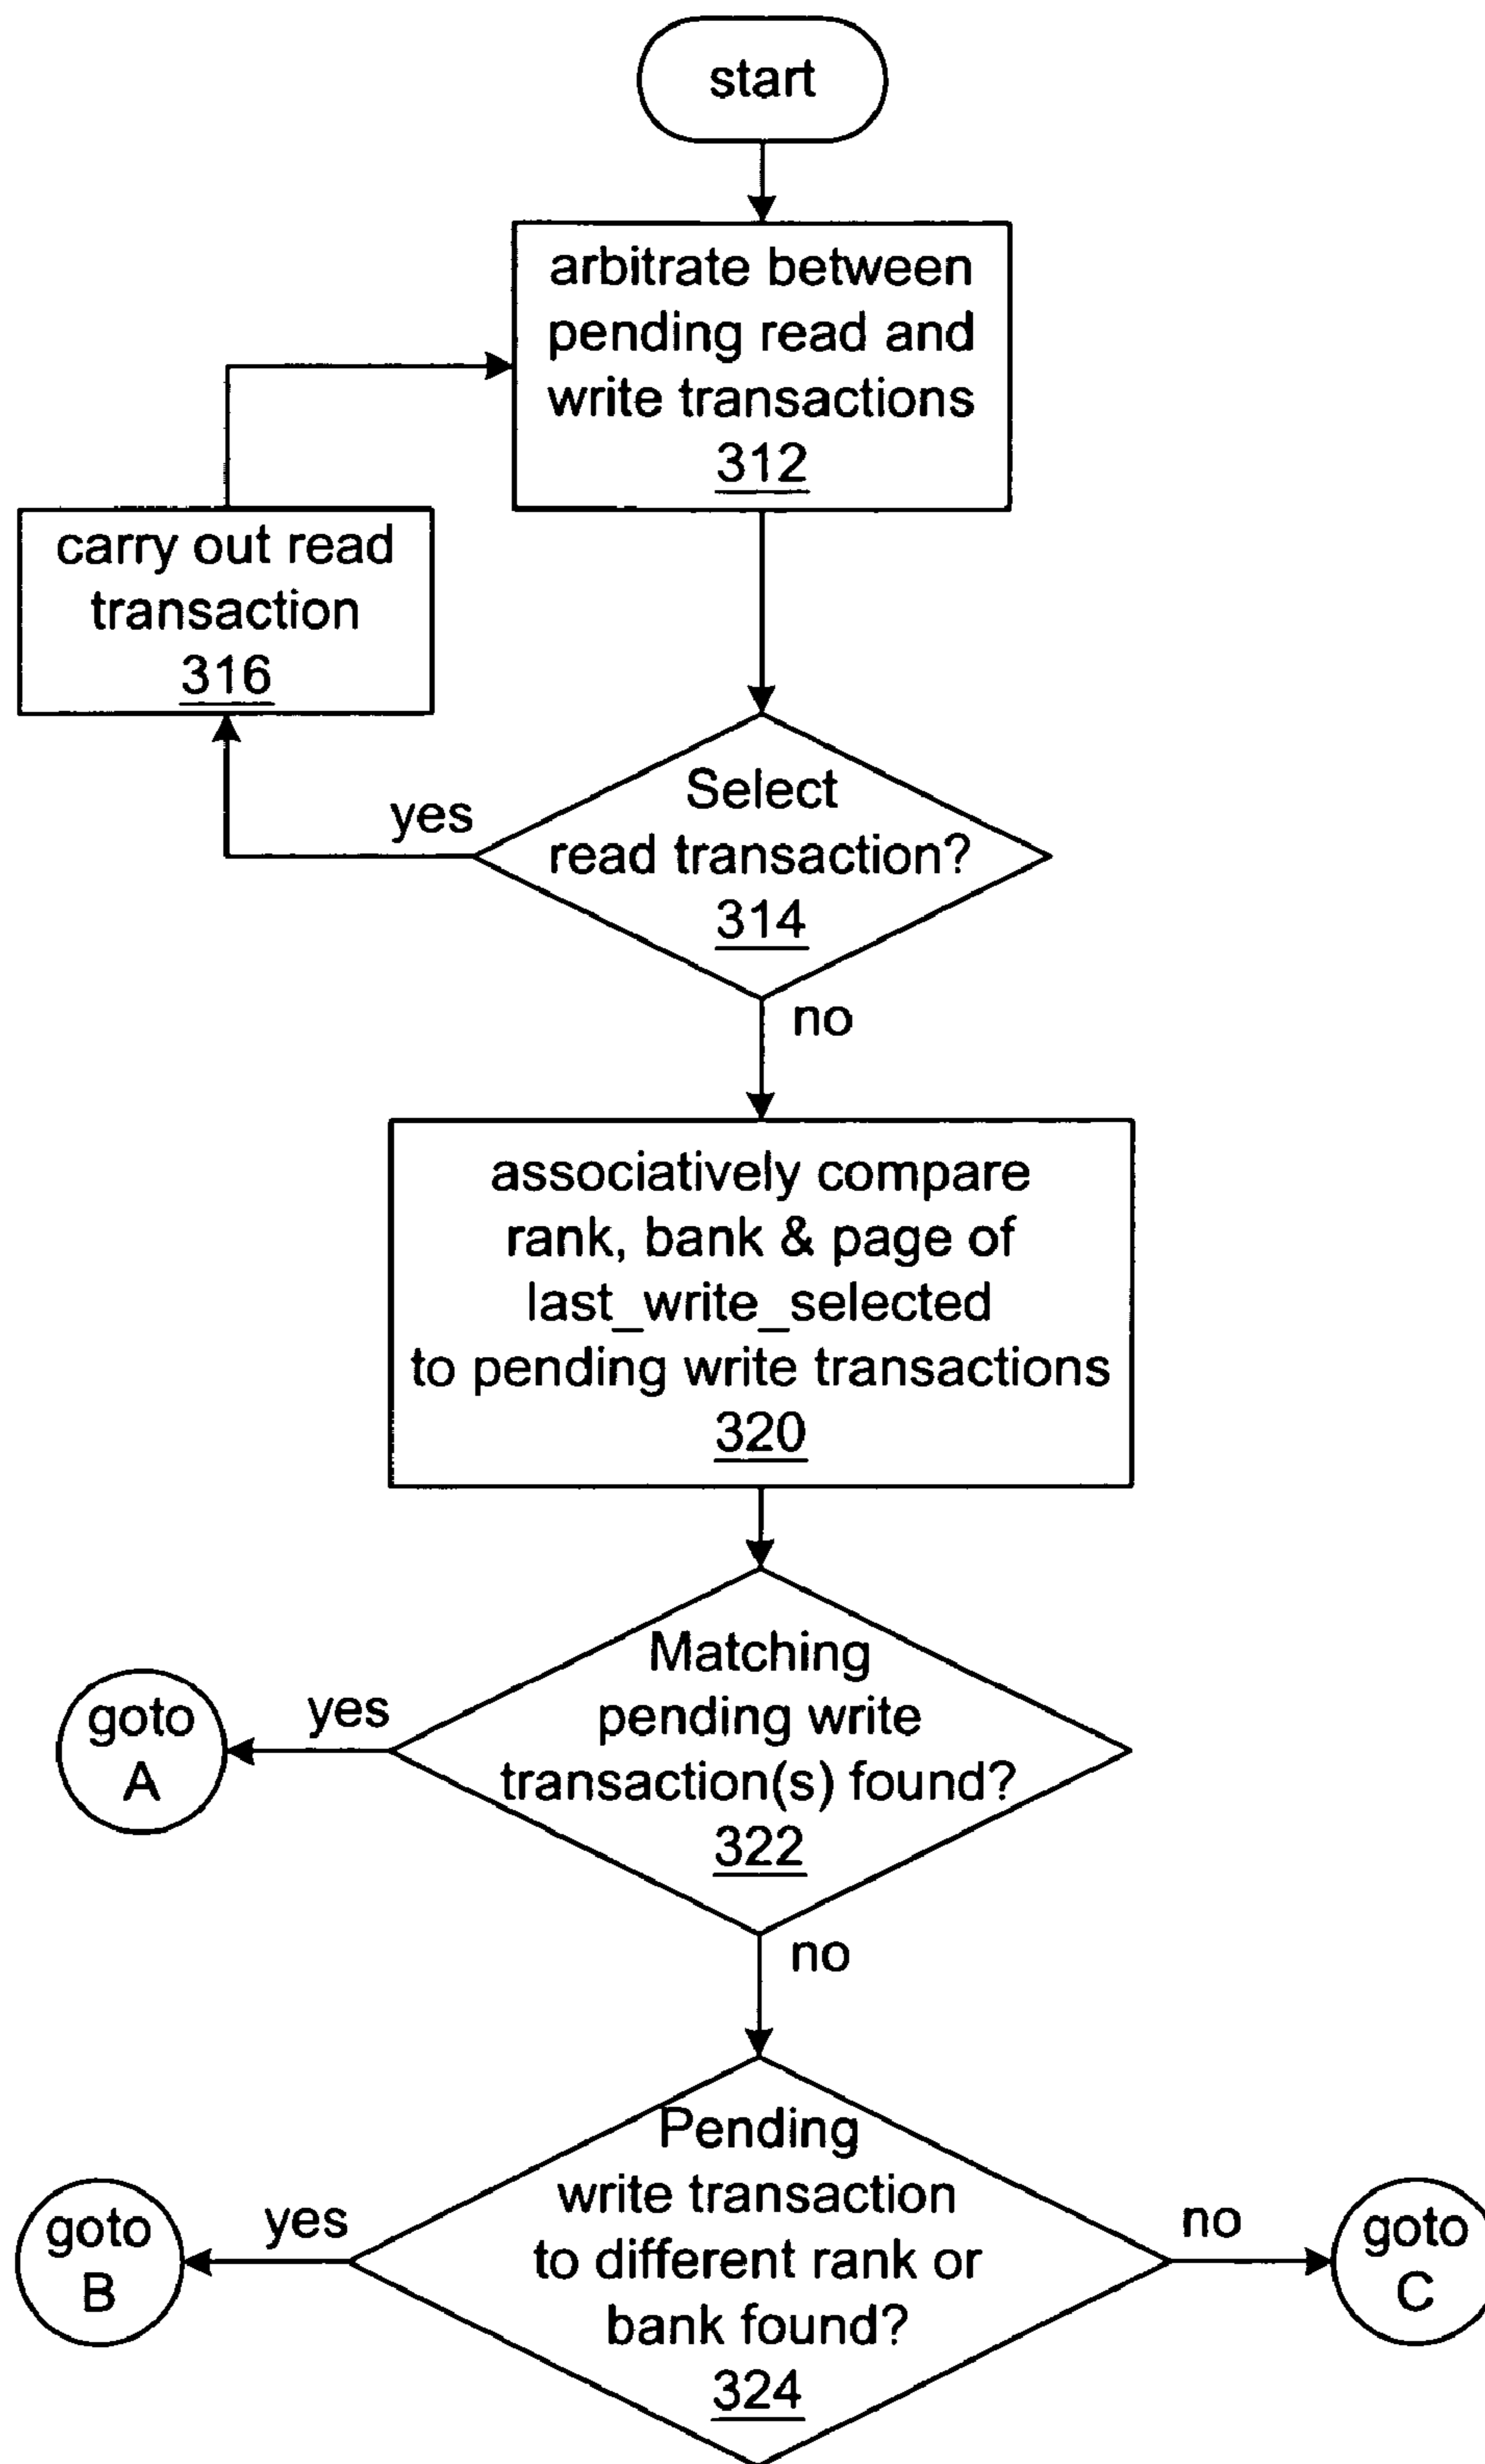 start
arbitrate between
pending read and
write transactions
312
carry out read
transaction
316
yes
Select
read transaction?
314
no
associatively compare
rank, bank & page of
last_write_selected
to pending write transactions
320
Matching
pending write
transaction(s) found?
322
yes
goto
A
no
Pending
write transaction
to different rank or
bank found?
324
yes
goto
B
no
goto
C